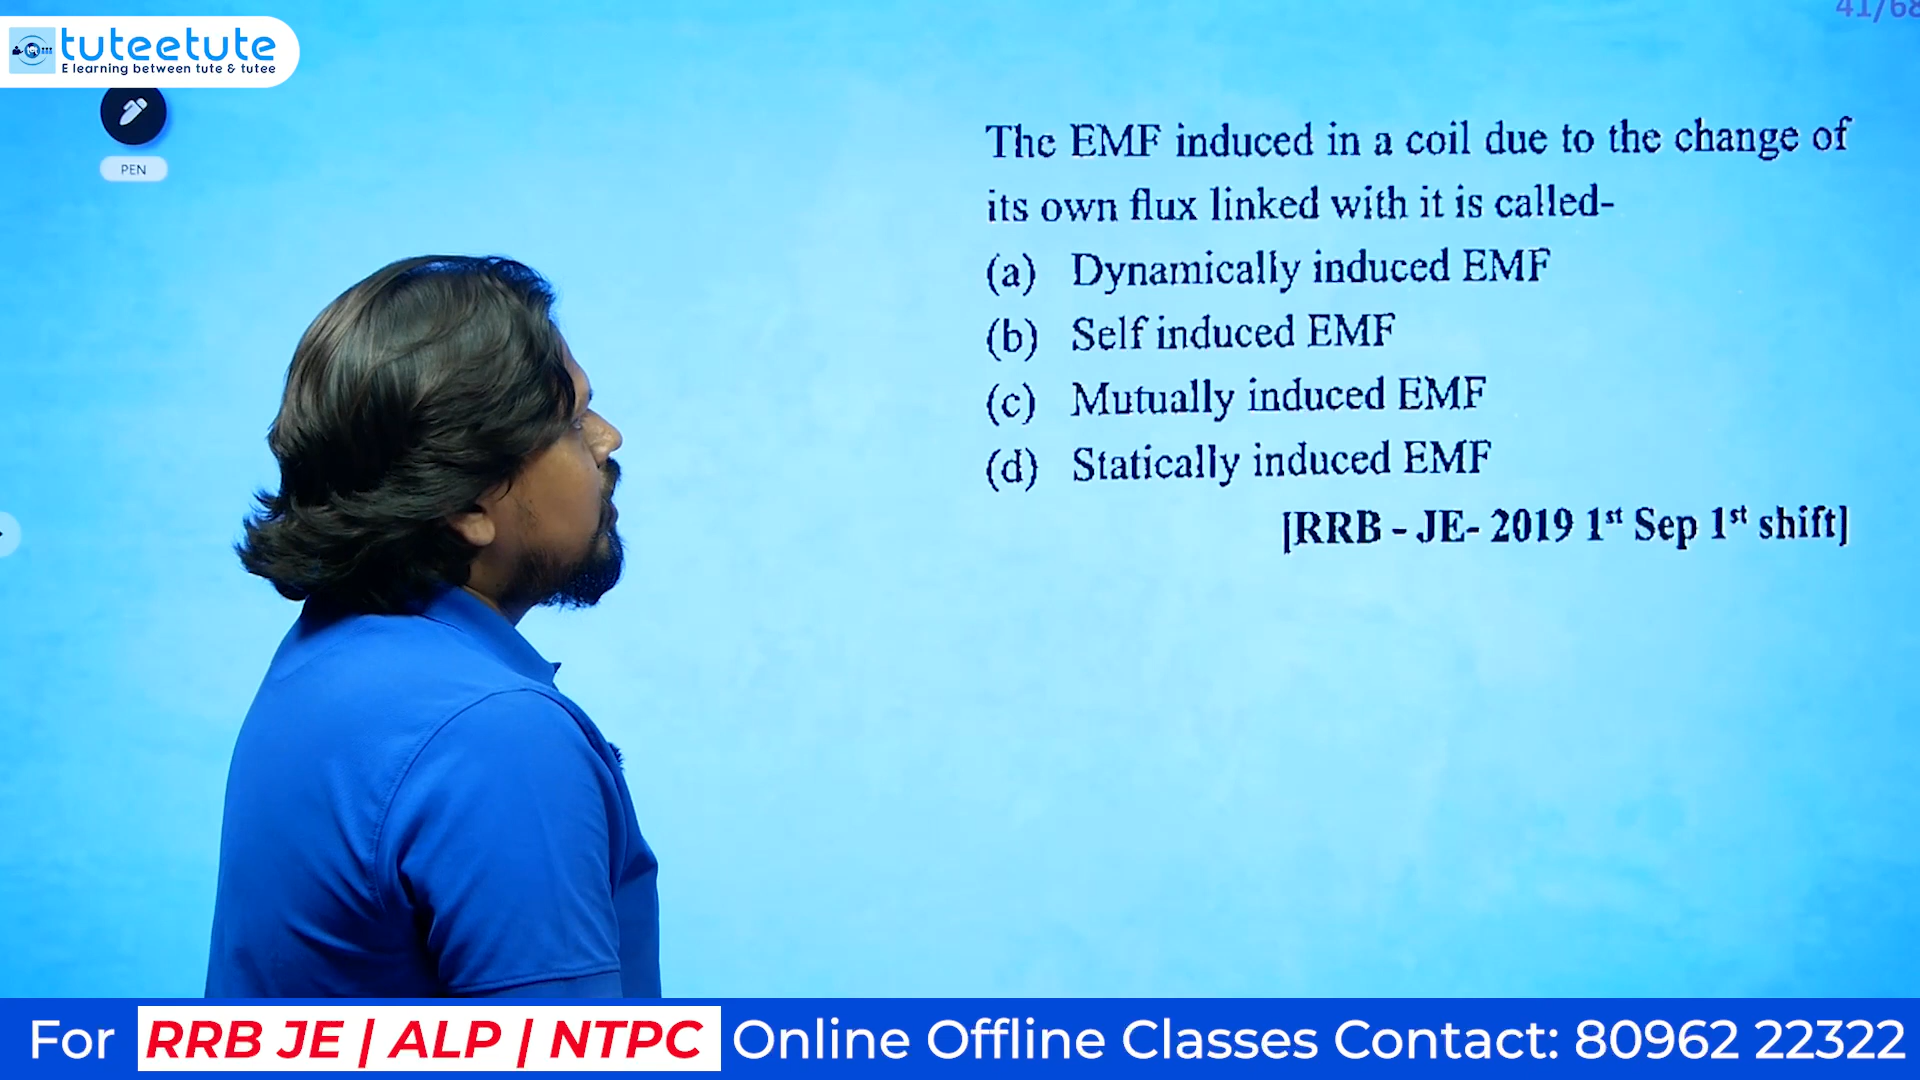 41/68
tuteetute
E learning between tute & tutee
PEN
The EMF induced in a coil due to the change of
its own flux linked with it is called-
(a) Dynamically induced EMF
(b) Self induced EMF
(c) Mutually induced EMF
(d) Statically induced EMF
[RRB - JE- 2019 1st Sep 1st shift]
For RRB JE | ALP | NTPC Online Offline Classes Contact: 80962 22322